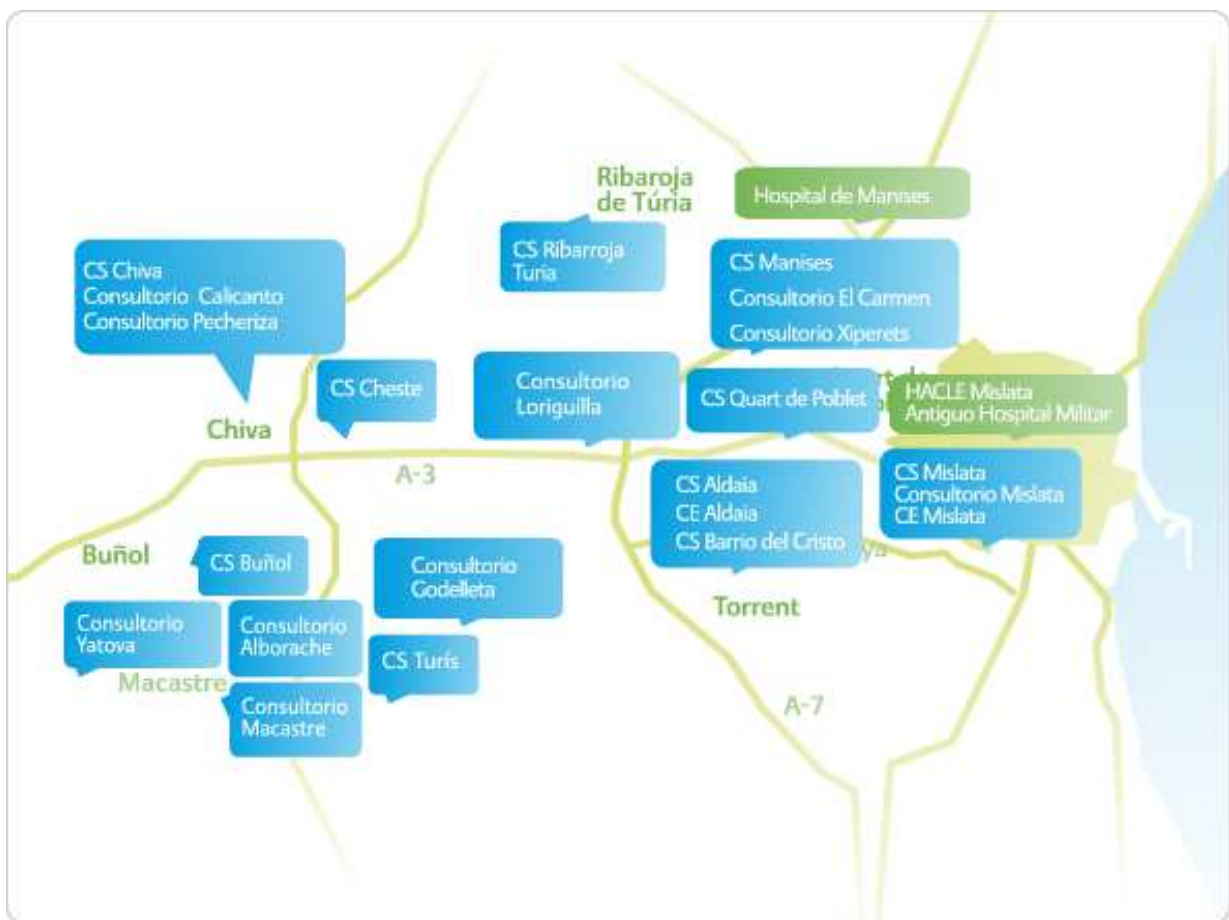 Ribaroja
de Túria
Hospital de Manises
CS Ribarroja
Turia
CS Manises
Consultorio El Carmen
Consultorio Xiperets
CS Chiva
Consultorio Calicanto
Consultorio Pecheriza
CS Cheste
Consultorio
Loriguilla
CS Quart de Poblet
HACLE Mislata
Antiguo Hospital Militar
Chiva
A-3
CS Aldaia
CE Aldaia
CS Barrio del Cristo
CS Mislata
Consultorio Mislata
CE Mislata
Buñol
CS Buñol
Consultorio
Godelleta
Torrent
Consultorio
Yatova
Consultorio
Alborache
CS Turís
Macastre
Consultorio
Macastre
A-7